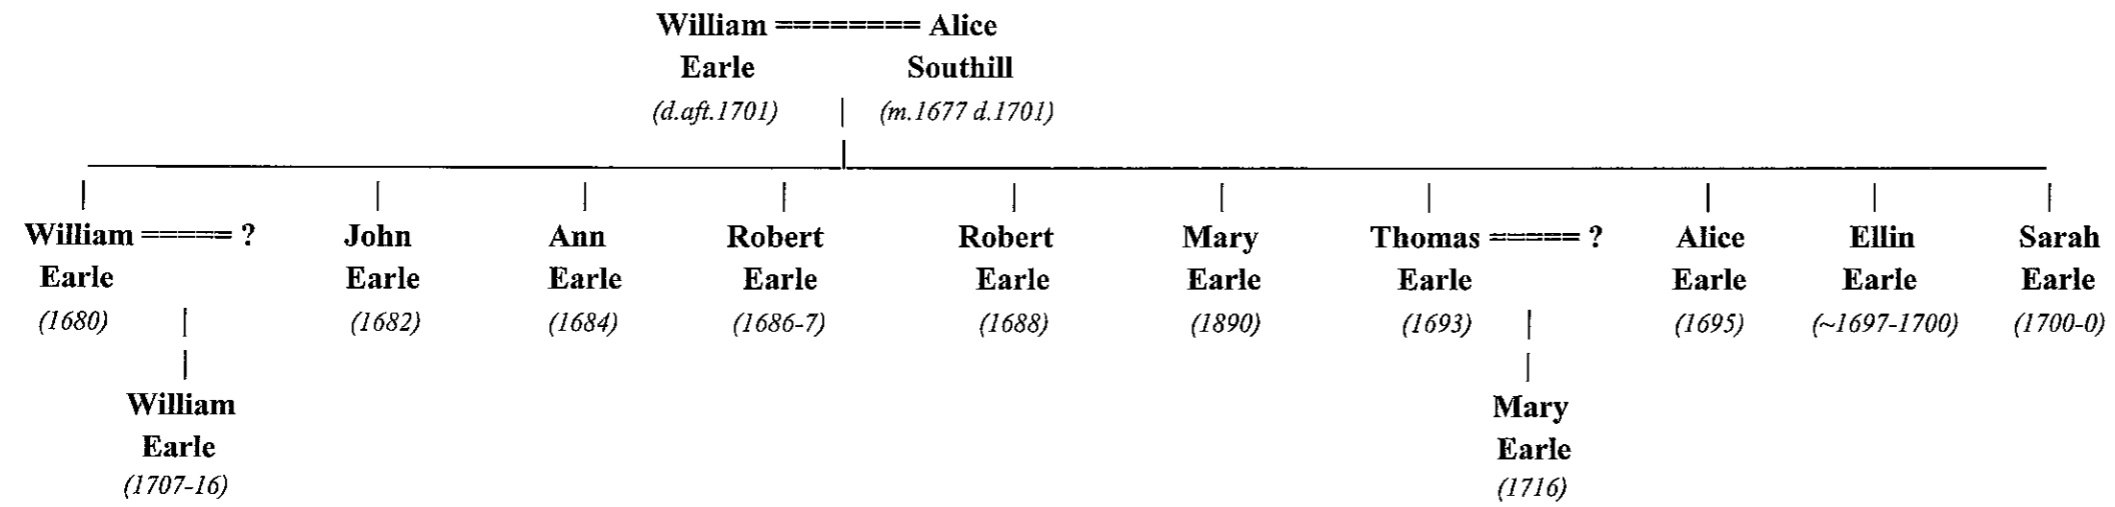 William ======== Alice
Earle Southill
(d.aft.1701) (m.1677 d.1701)
William ===== ? John Ann Robert Robert Mary Thomas ===== ? Alice Ellin Sarah
Earle Earle Earle Earle Earle Earle Earle Earle Earle Earle
(1680) (1682) (1684) (1686-7) (1688) (1890) (1693) (1695) (~1697-1700) (1700-0)
William Mary
Earle Earle
(1707-16) (1716)